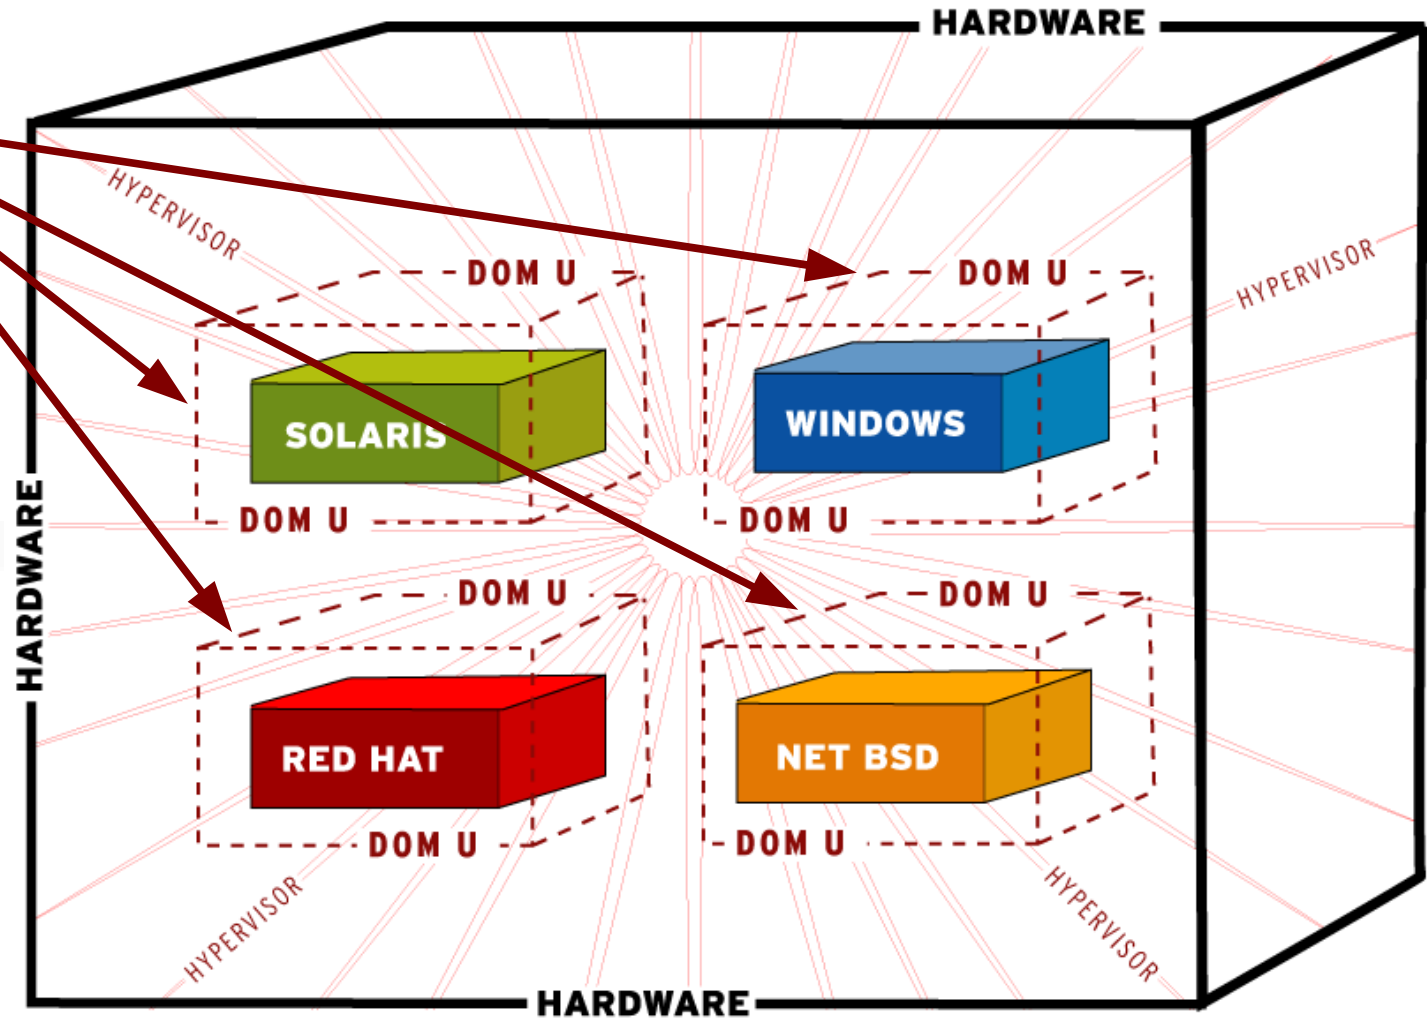 HARDWARE
HYPERVISOR
HYPERVISOR
DOM U
DOM U
SOLARIS
WINDOWS
DOM U
DOM U
HARDWARE
DOM U
DOM U
RED HAT
NET BSD
DOM U
DOM U
HYPERVISOR
HYPERVISOR
HARDWARE